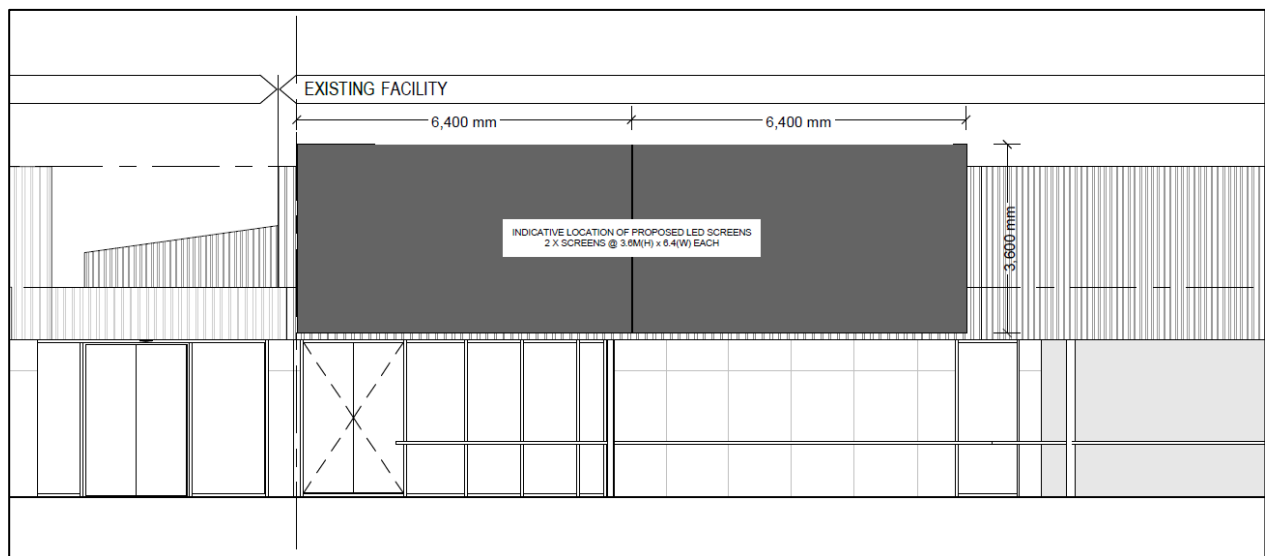 EXISTING FACILITY
6,400 mm
6,400 mm
INDICATIVE LOCATION OF PROPOSED LED SCREENS
2 X SCREENS @ 3.6M(H) x 6.4(W) EACH
3,600 mm